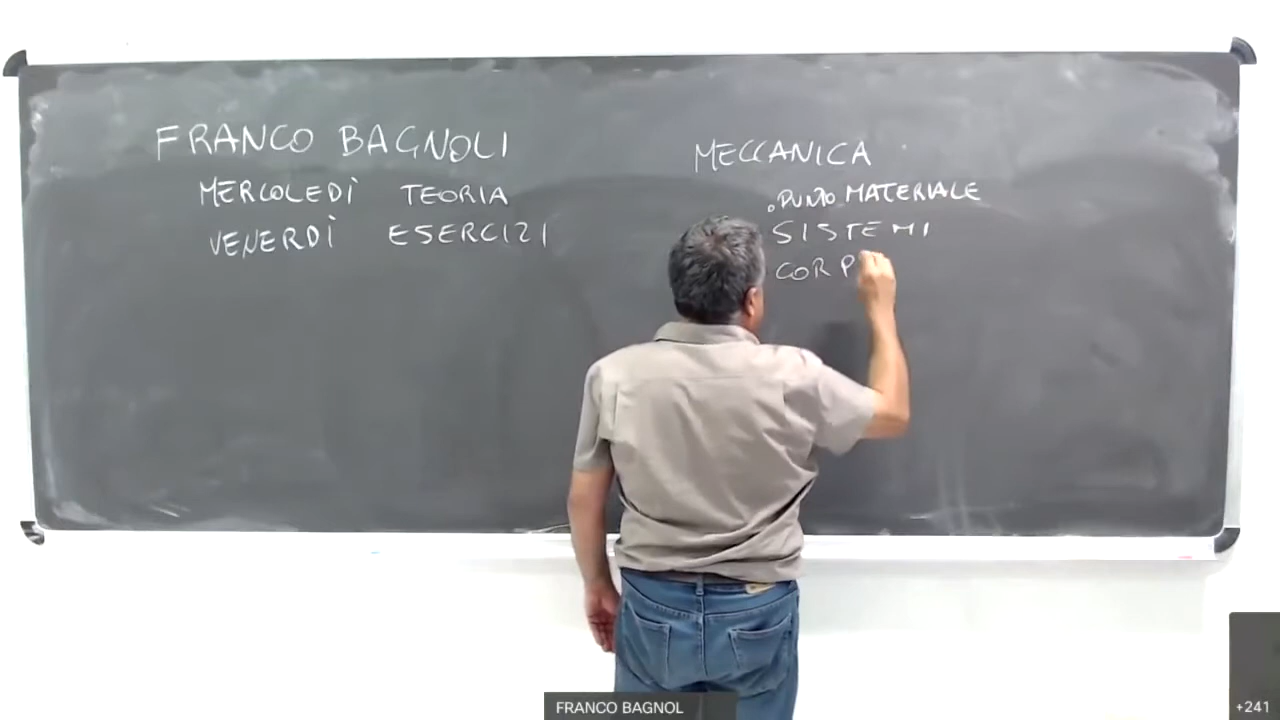 FRANCO BAGNOLI
MERCOLEDÌ TEORIA
VENERDÌ ESERCIZI
MECCANICA
. PUNTO MATERIALE
SISTEMI
CORP
FRANCO BAGNOL
+241